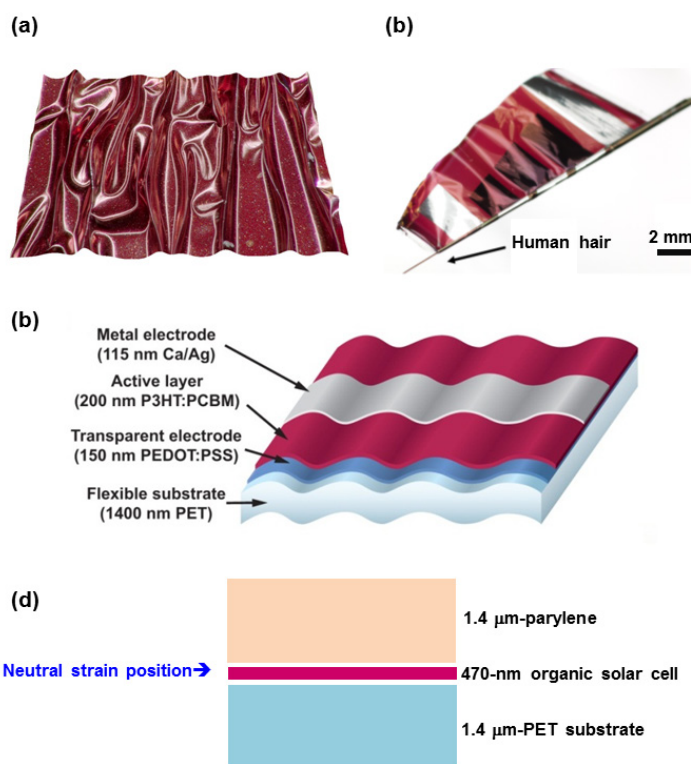 (a)
(b)
Human hair
2 mm
(b)
Metal electrode
(115 nm Ca/Ag)
Active layer
(200 nm P3HT:PCBM)
Transparent electrode
(150 nm PEDOT:PSS)
Flexible substrate
(1400 nm PET)
(d)
1.4 μm-parylene
Neutral strain position→
470-nm organic solar cell
1.4 μm-PET substrate